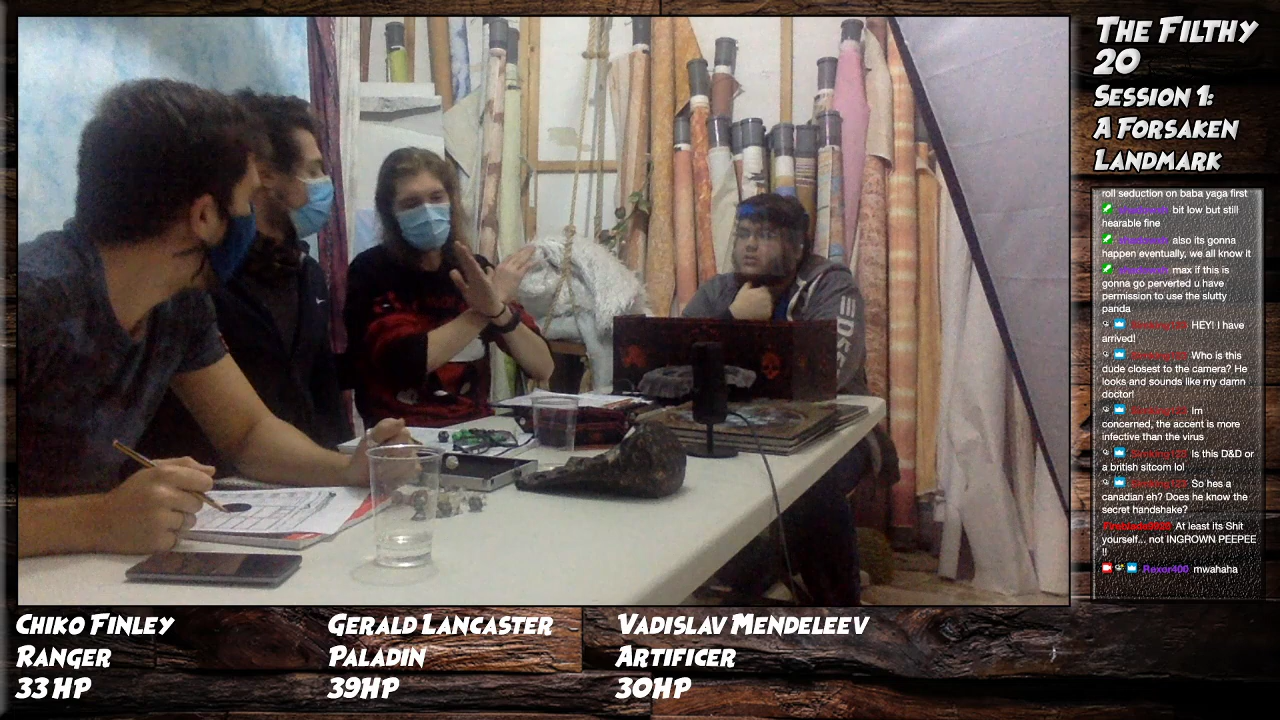 THE FILTHY
20
SESSION 1:
A FORSAKEN
LANDMARK
roll seduction on baba yaga first
bit low but still
hearable fine
also its gonna
happen eventually, we all know it
max if this is
gonna go perverted u have
permission to use the slutty
panda
HEY! I have
arrived!
Who is this
dude closest to the camera? He
looks and sounds like my damn
doctor!
Im
concerned, the accent is more
infective than the virus
Is this D&D or
a british sitcom lol
So hes a
canadian eh? Does he know the
secret handshake?
At least its Shit
yourself... not INGROWN PEEPEE
!!
Rexor400 mwahaha
CHIKO FINLEY
RANGER
33 HP
GERALD LANCASTER
PALADIN
39HP
VADISLAV MENDELEEV
ARTIFICER
30HP